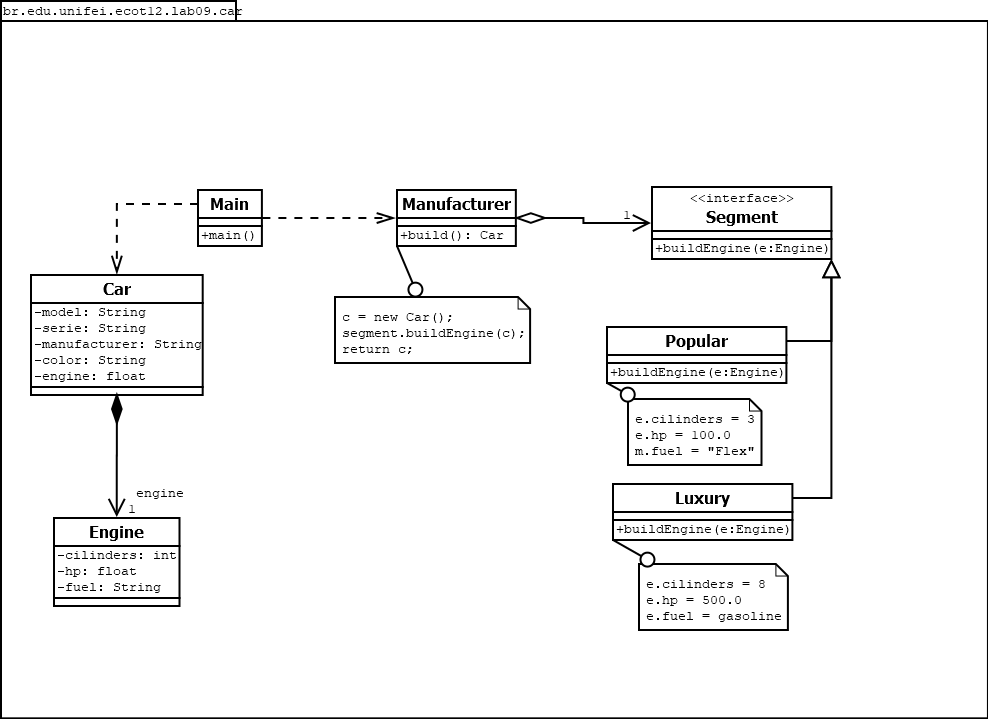 br.edu.unifei.ecot12.lab09.car
Main
+main()
Manufacturer
+build(): Car
c = new Car();
segment.buildEngine(c);
return c;
1
<<interface>>
Segment
+buildEngine(e:Engine)
Car
-model: String
-serie: String
-manufacturer: String
-color: String
-engine: float
engine
1
Engine
-cilinders: int
-hp: float
-fuel: String
Popular
+buildEngine(e:Engine)
e.cilinders = 3
e.hp = 100.0
m.fuel = "Flex"
Luxury
+buildEngine(e:Engine)
e.cilinders = 8
e.hp = 500.0
e.fuel = gasoline